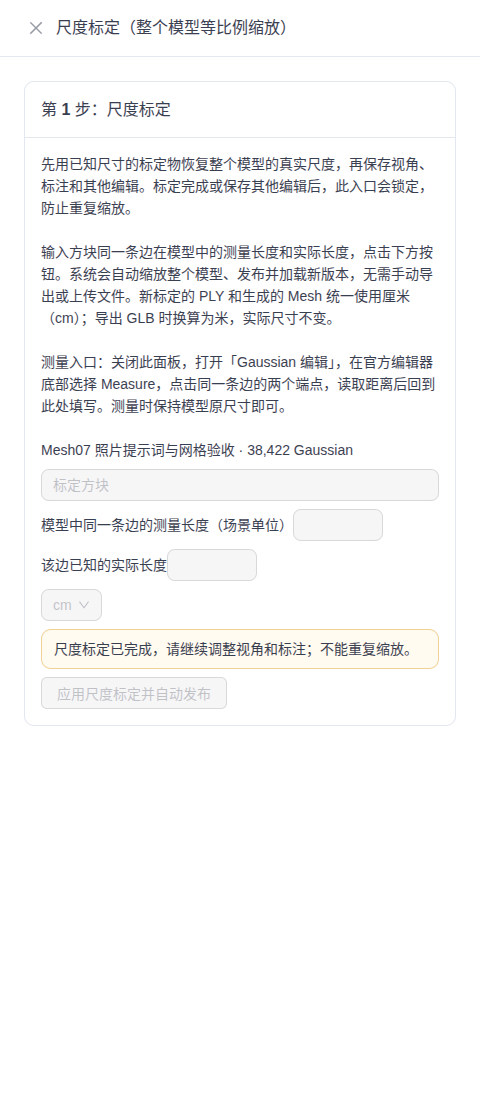 尺度标定（整个模型等比例缩放）
第 1 步：尺度标定
先用已知尺寸的标定物恢复整个模型的真实尺度，再保存视角、
标注和其他编辑。标定完成或保存其他编辑后，此入口会锁定，
防止重复缩放。
输入方块同一条边在模型中的测量长度和实际长度，点击下方按
钮。系统会自动缩放整个模型、发布并加载新版本，无需手动导
出或上传文件。新标定的 PLY 和生成的 Mesh 统一使用厘米
（cm）；导出 GLB 时换算为米，实际尺寸不变。
测量入口：关闭此面板，打开「Gaussian 编辑」，在官方编辑器
底部选择 Measure，点击同一条边的两个端点，读取距离后回到
此处填写。测量时保持模型原尺寸即可。
Mesh07 照片提示词与网格验收 · 38,422 Gaussian
标定方块
模型中同一条边的测量长度（场景单位）
该边已知的实际长度
cm
尺度标定已完成，请继续调整视角和标注；不能重复缩放。
应用尺度标定并自动发布